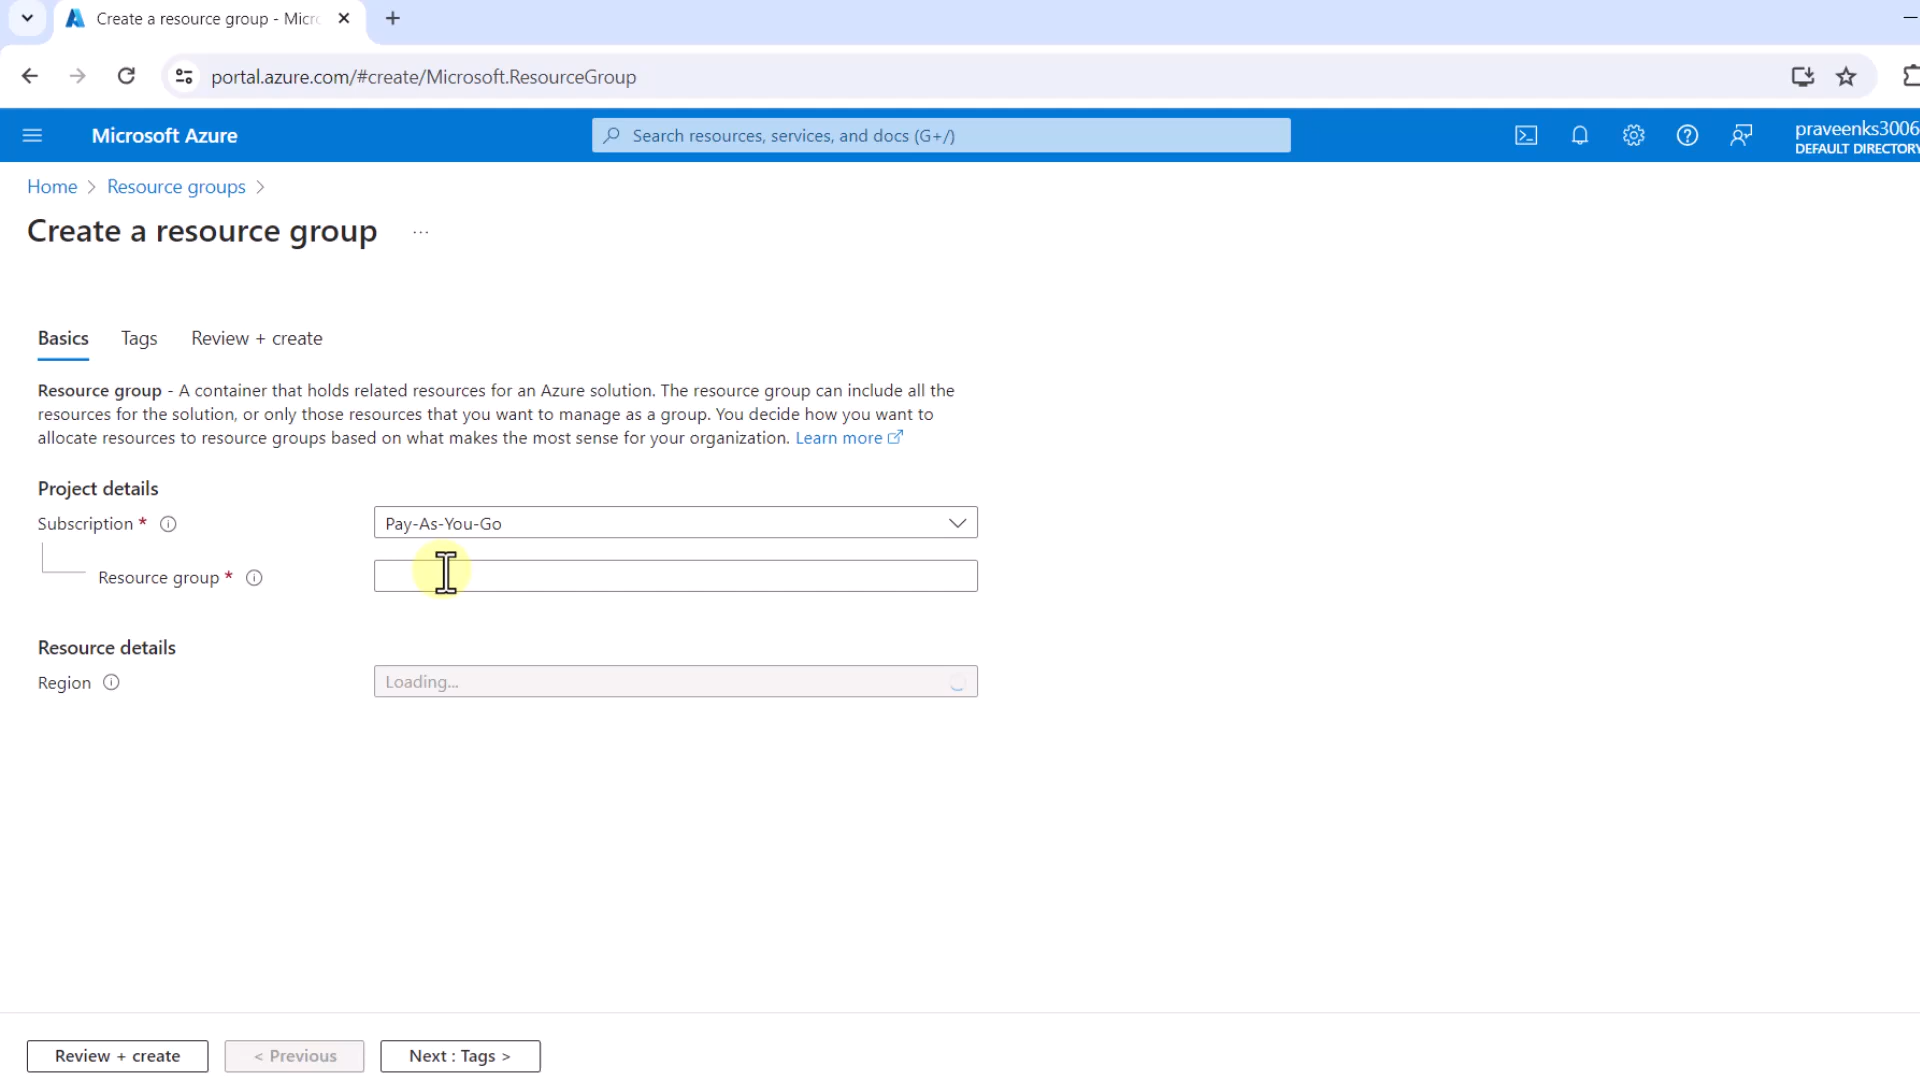 Create a resource group - Micro
portal.azure.com/#create/Microsoft.ResourceGroup
Microsoft Azure
Search resources, services, and docs (G+/)
praveenks3006
DEFAULT DIRECTORY
Home > Resource groups >
Create a resource group ...
Basics Tags Review + create
Resource group - A container that holds related resources for an Azure solution. The resource group can include all the
resources for the solution, or only those resources that you want to manage as a group. You decide how you want to
allocate resources to resource groups based on what makes the most sense for your organization. Learn more
Project details
Subscription * Pay-As-You-Go
Resource group *
Resource details
Region Loading...
Review + create < Previous Next : Tags >